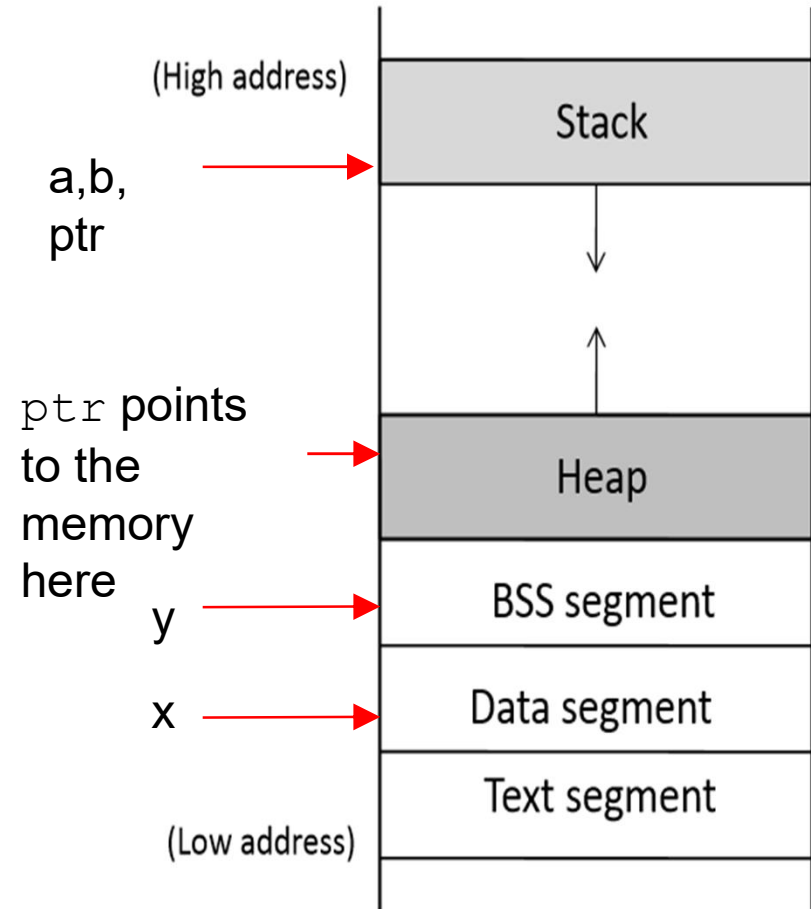 (High address)
Stack
a,b,
ptr
ptr points
to the
memory
here
Heap
y
BSS segment
x
Data segment
Text segment
(Low address)